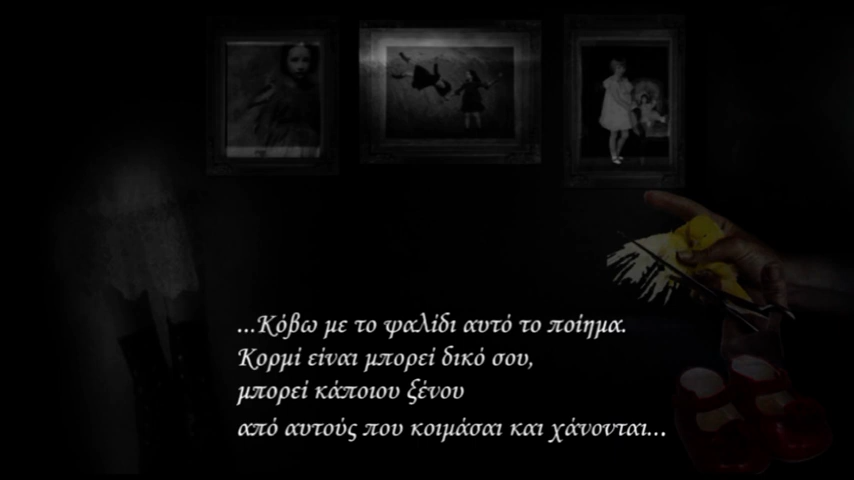 ...Κόβω με το ψαλίδι αυτό το ποίημα.
Κορμί είναι μπορεί δικό σου,
μπορεί κάποιου ξένου
από αυτούς που κοιμάσαι και χάνονται...